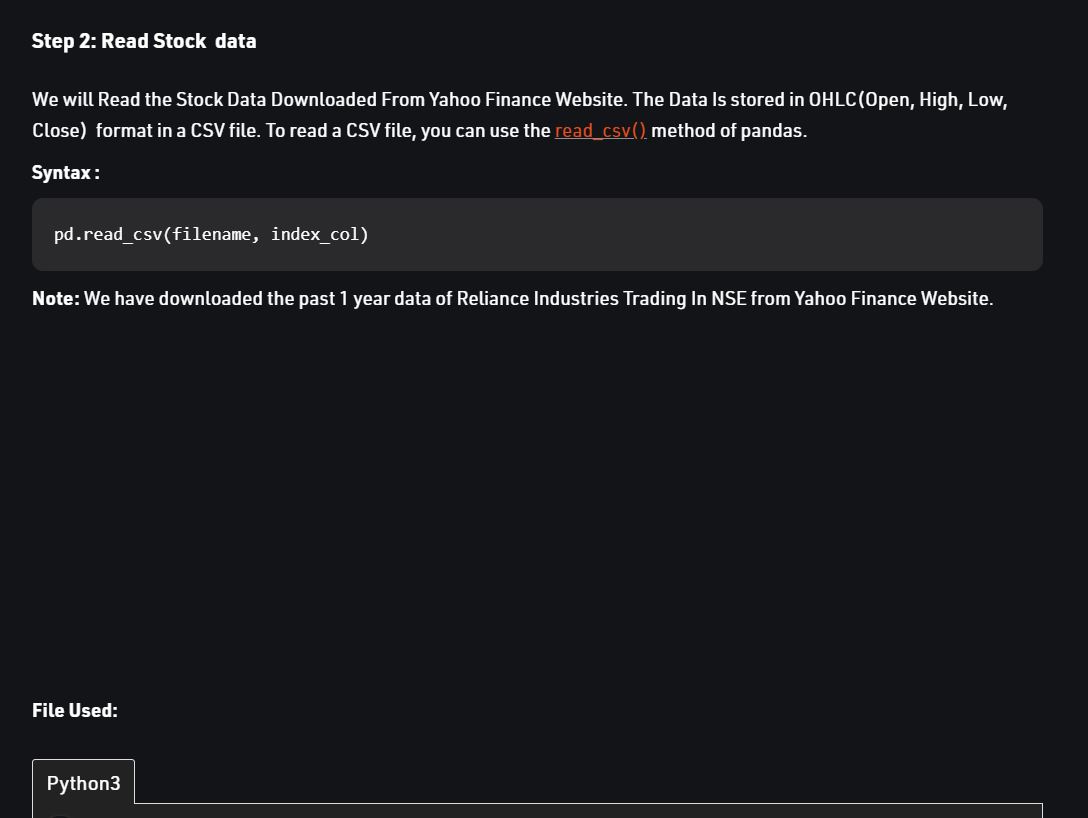 Step 2: Read Stock  data
We will Read the Stock Data Downloaded From Yahoo Finance Website. The Data Is stored in OHLC(Open, High, Low,
Close)  format in a CSV file. To read a CSV file, you can use the read_csv() method of pandas.
Syntax :
pd.read_csv(filename, index_col)
Note: We have downloaded the past 1 year data of Reliance Industries Trading In NSE from Yahoo Finance Website.
File Used:
Python3